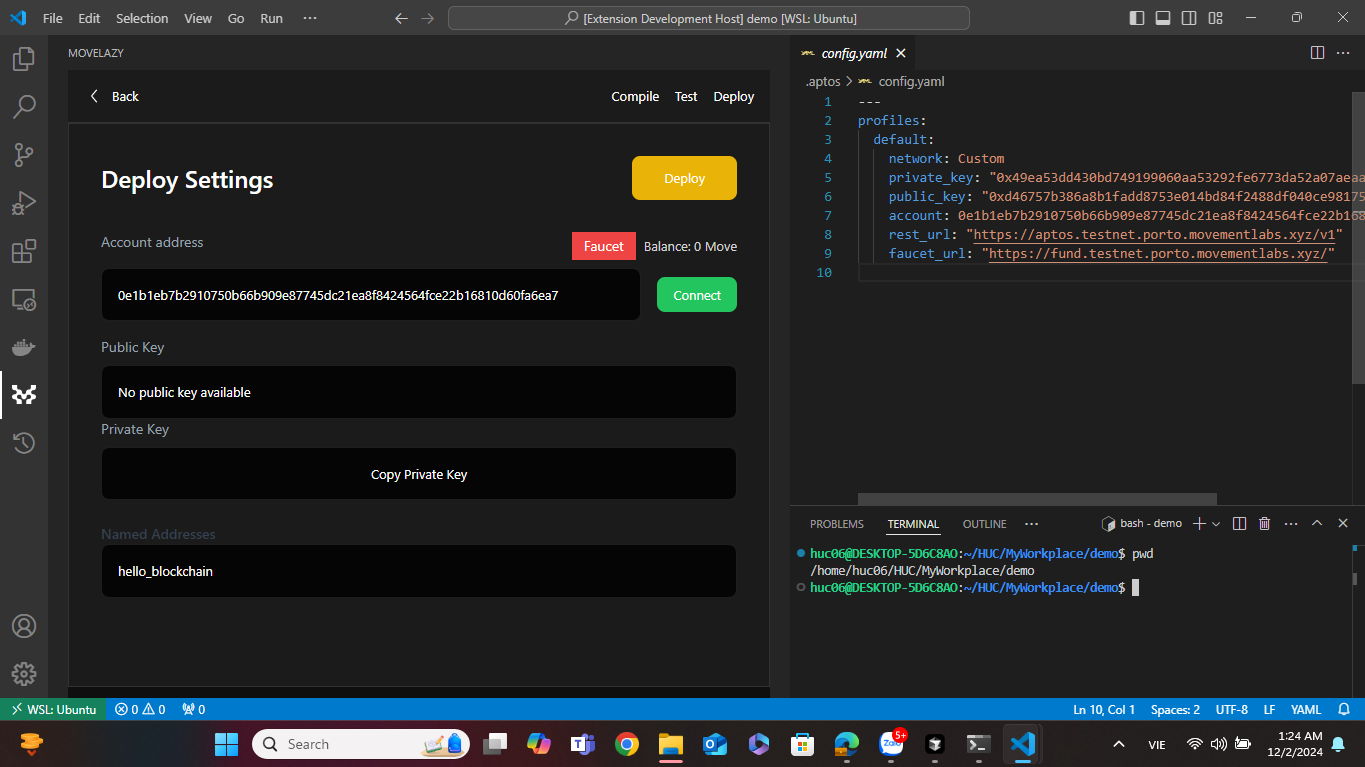 File Edit Selection View Go Run ···
[Extension Development Host] demo [WSL: Ubuntu]
MOVELAZY
Back
Compile Test Deploy
Deploy Settings
Deploy
Account address
Faucet
Balance: 0 Move
0e1b1eb7b2910750b66b909e87745dc21ea8f8424564fce22b16810d60fa6ea7
Connect
Public Key
No public key available
Private Key
Copy Private Key
Named Addresses
hello_blockchain
config.yaml
.aptos > config.yaml
1 ---
2 profiles:
3 default:
4 network: Custom
5 private_key: "0x49ea53dd430bd749199060aa53292fe6773da52a07aeaa
6 public_key: "0xd46757b386a8b1fadd8753e014bd84f2488df040ce98175
7 account: 0e1b1eb7b2910750b66b909e87745dc21ea8f8424564fce22b168
8 rest_url: "https://aptos.testnet.porto.movementlabs.xyz/v1"
9 faucet_url: "https://fund.testnet.porto.movementlabs.xyz/"
10
PROBLEMS TERMINAL OUTLINE ···
bash - demo
huc06@DESKTOP-5D6C8AO:~/HUC/MyWorkplace/demo$ pwd
/home/huc06/HUC/MyWorkplace/demo
huc06@DESKTOP-5D6C8AO:~/HUC/MyWorkplace/demo$
WSL: Ubuntu
0 0
0
Ln 10, Col 1 Spaces: 2 UTF-8 LF YAML
Search
Zalo
5+
VIE
1:24 AM
12/2/2024